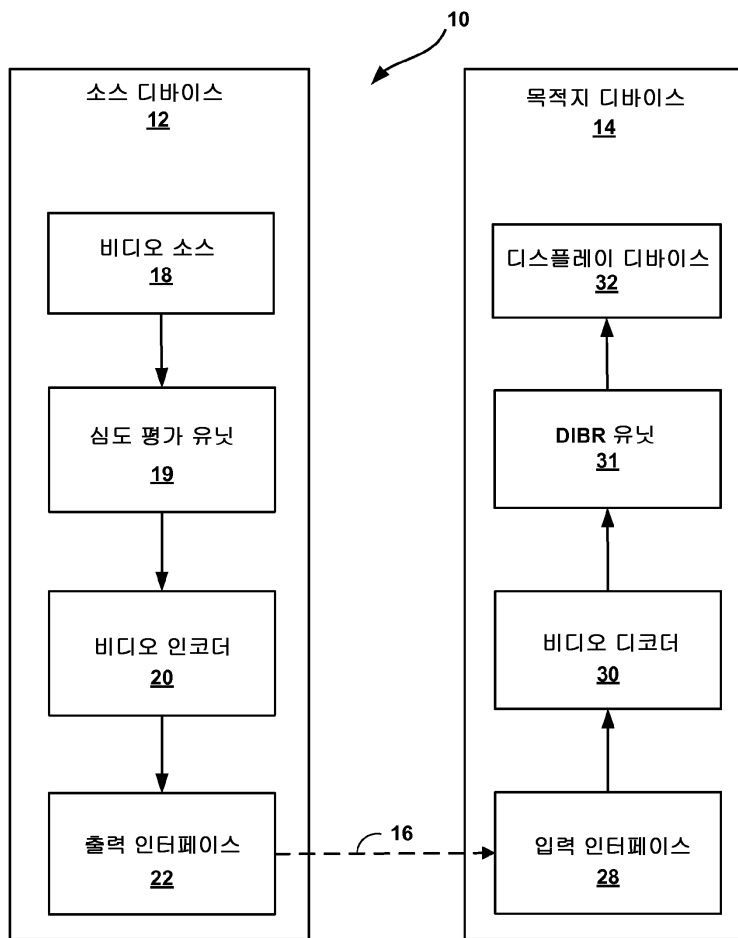 10
소스 디바이스
12
비디오 소스
18
심도 평가 유닛
19
비디오 인코더
20
출력 인터페이스
22
16
목적지 디바이스
14
디스플레이 디바이스
32
DIBR 유닛
31
비디오 디코더
30
입력 인터페이스
28